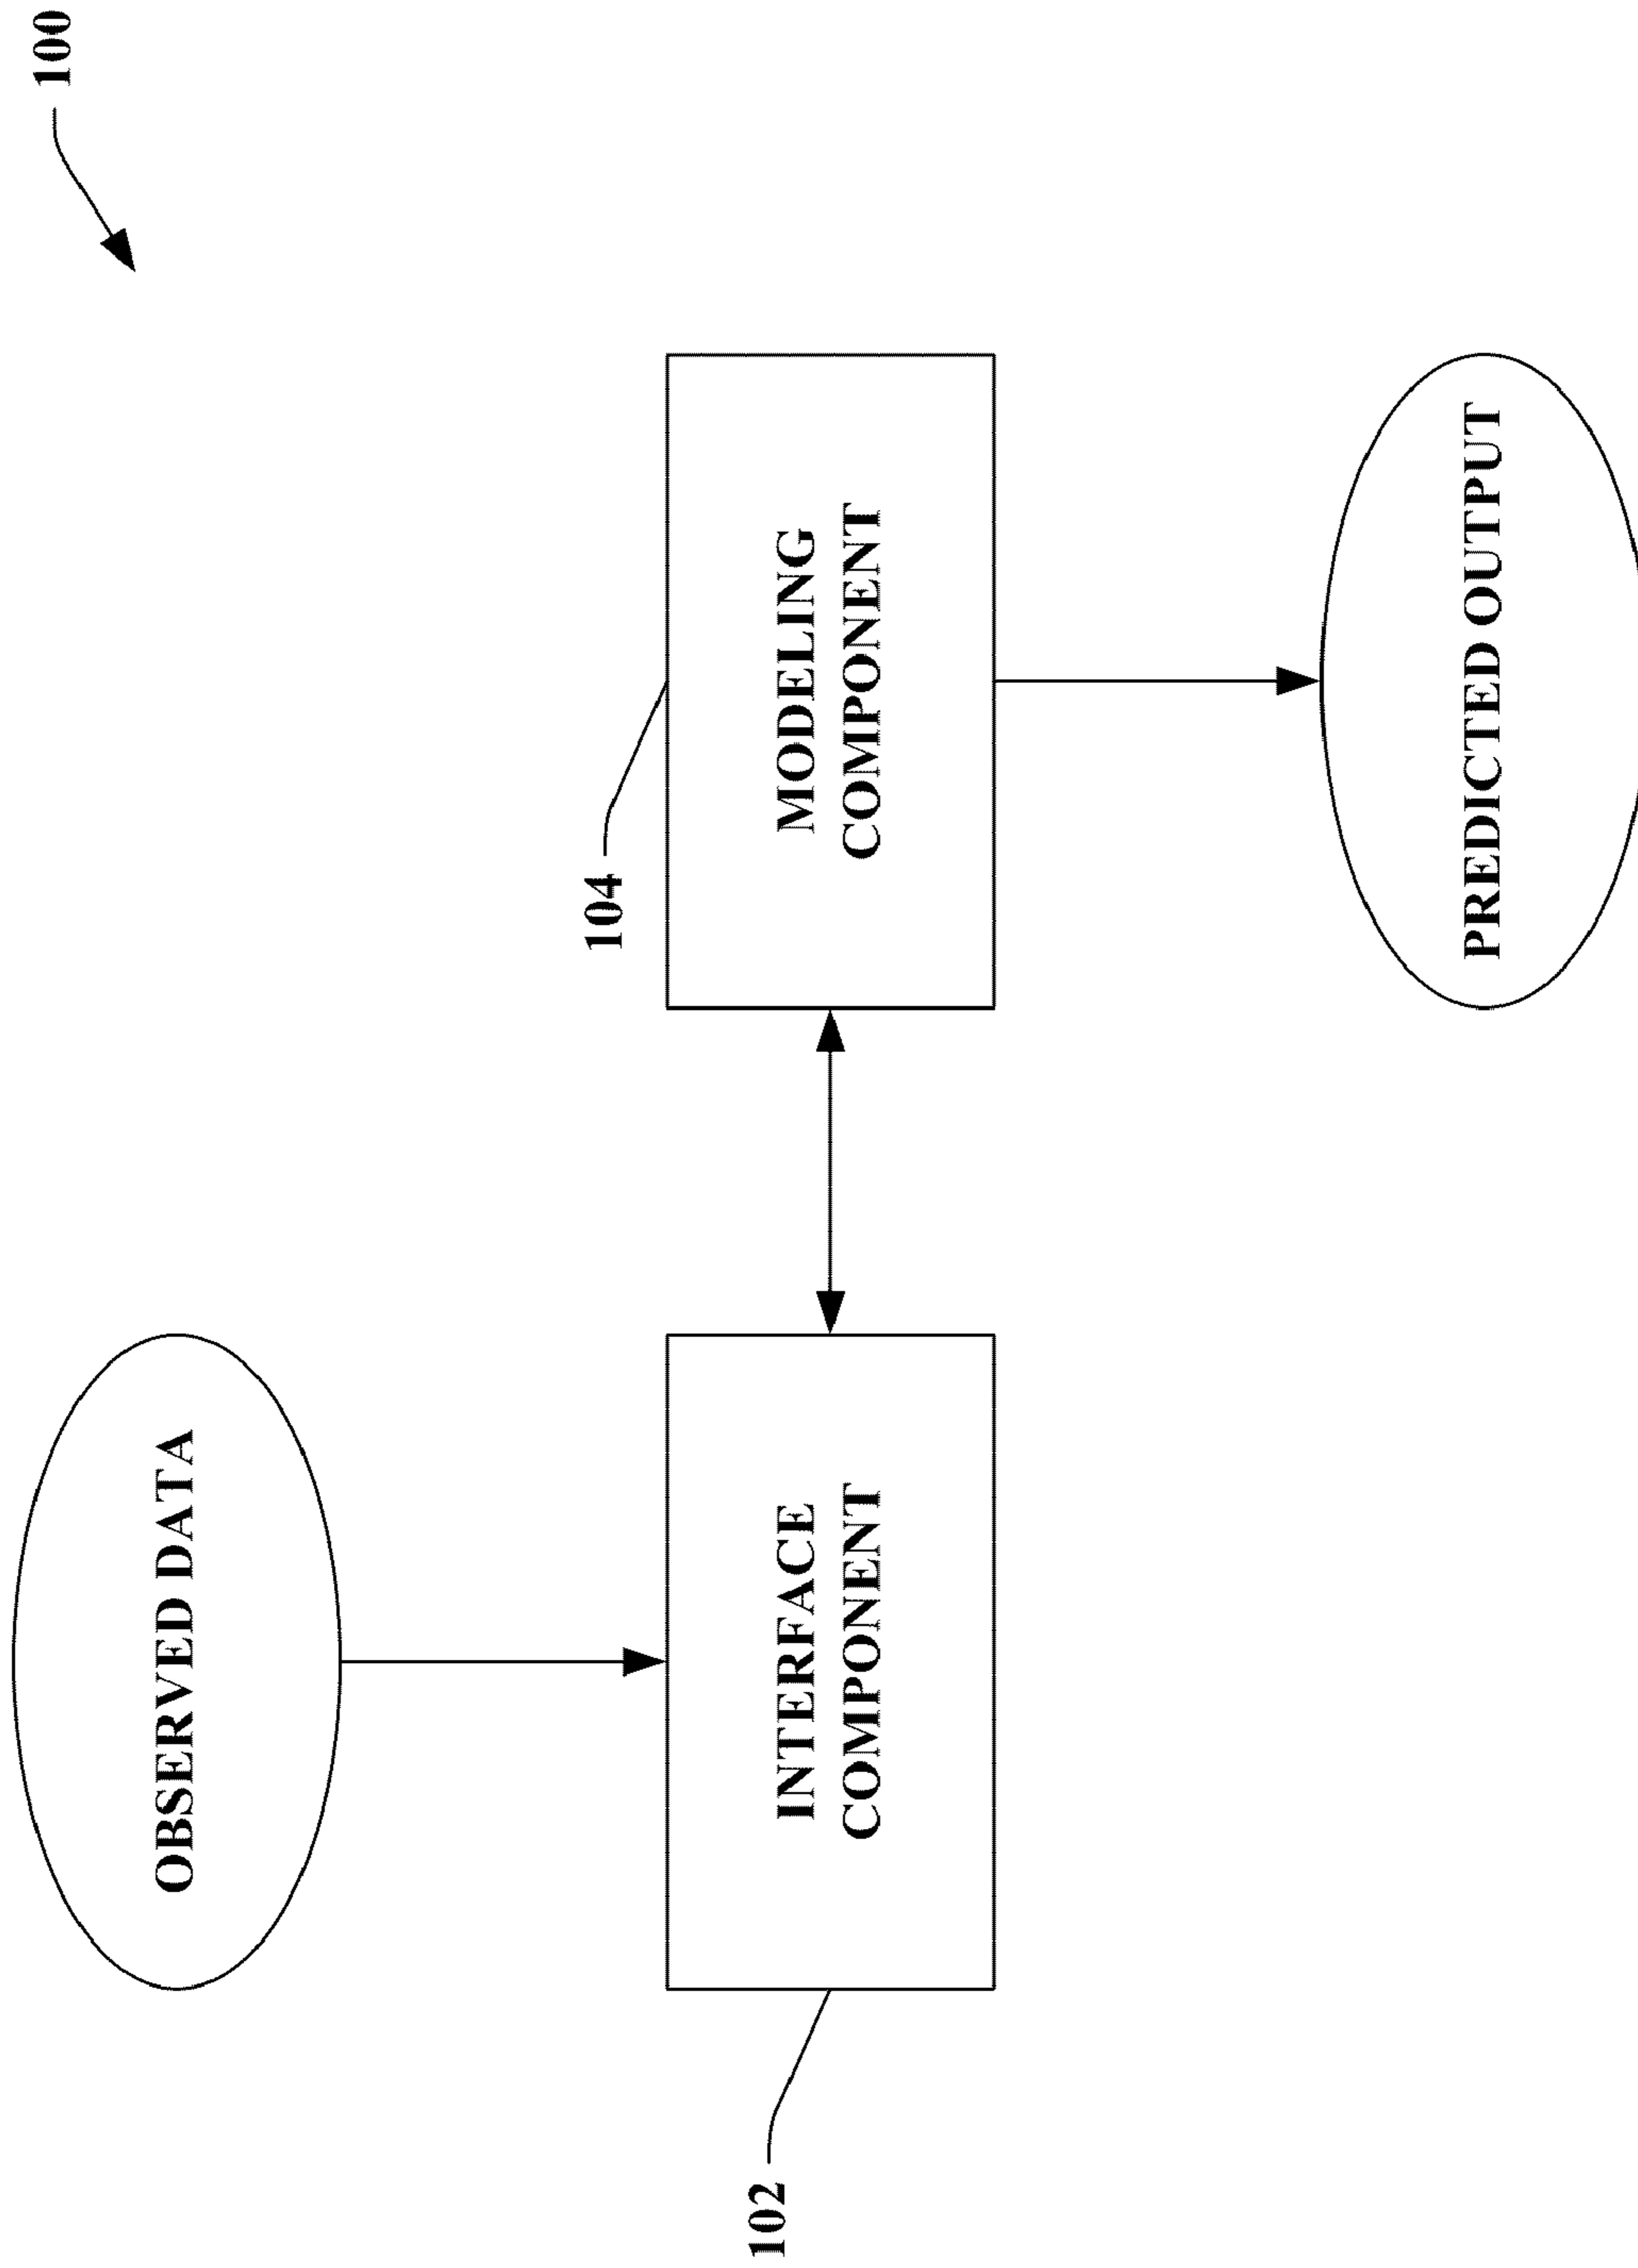 100
OBSERVED DATA
102
INTERFACE
COMPONENT
104
MODELING
COMPONENT
PREDICTED OUTPUT